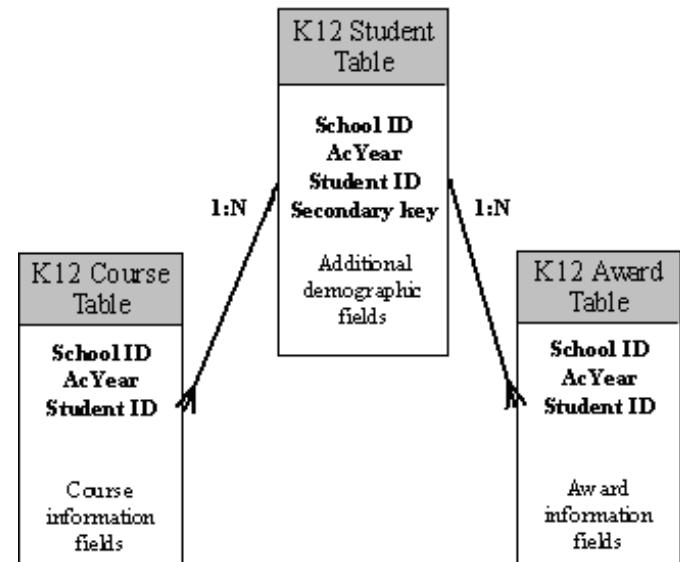 K12 Student
Table
School ID
AcYear
Student ID
Secondary key
Additional
demographic
fields
1:N
1:N
K12 Course
Table
School ID
AcYear
Student ID
Course
information
fields
K12 Award
Table
School ID
AcYear
Student ID
Award
information
fields